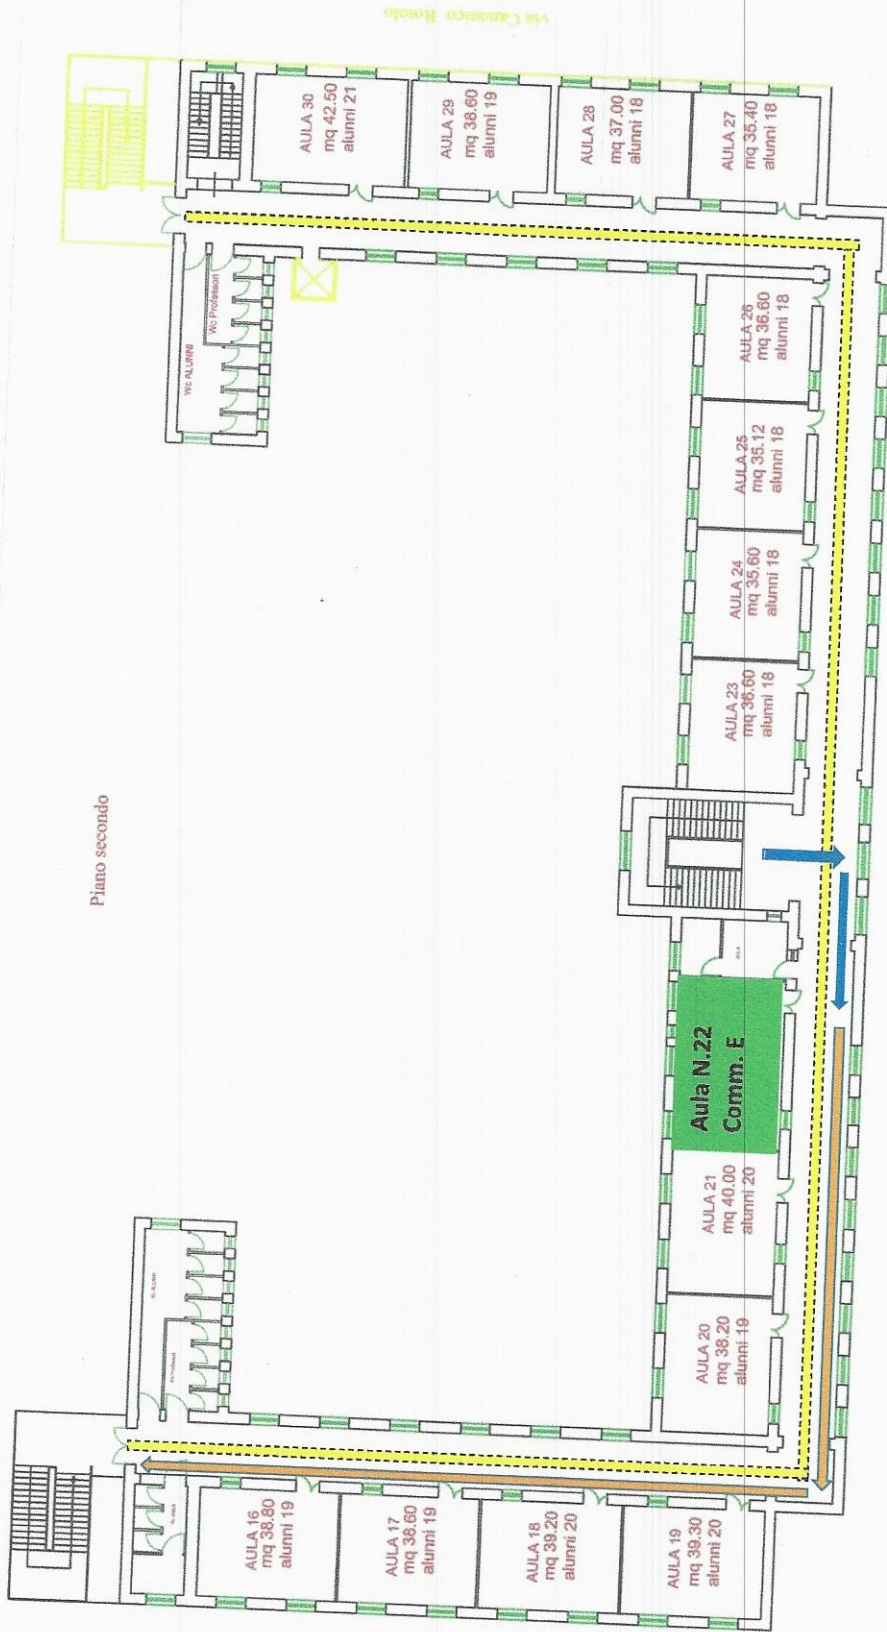 via Canonico Rotolo
Piano secondo
AULA 30
mq 42.50
alunni 21
AULA 29
mq 38.60
alunni 19
AULA 28
mq 37.00
alunni 18
AULA 27
mq 35.40
alunni 18
Wc ALUNNI
Wc Professori
AULA 26
mq 36.60
alunni 18
AULA 25
mq 35.12
alunni 18
AULA 24
mq 35.60
alunni 18
AULA 23
mq 36.60
alunni 18
Aula N.22
Comm. E
AULA 21
mq 40.00
alunni 20
AULA 20
mq 38.20
alunni 19
AULA 19
mq 39.30
alunni 20
AULA 18
mq 39.20
alunni 20
AULA 17
mq 38.60
alunni 19
AULA 16
mq 38.80
alunni 19